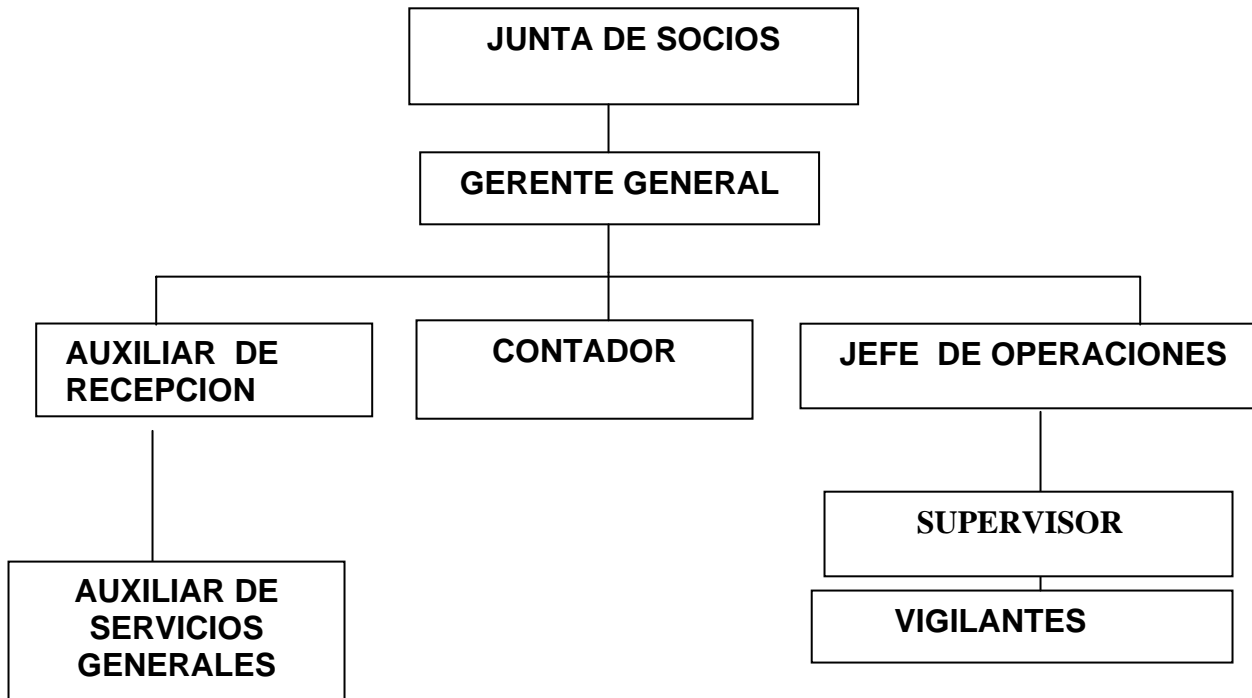 JUNTA DE SOCIOS
GERENTE GENERAL
AUXILIAR DE
RECEPCION
CONTADOR
JEFE DE OPERACIONES
SUPERVISOR
AUXILIAR DE
SERVICIOS
GENERALES
VIGILANTES